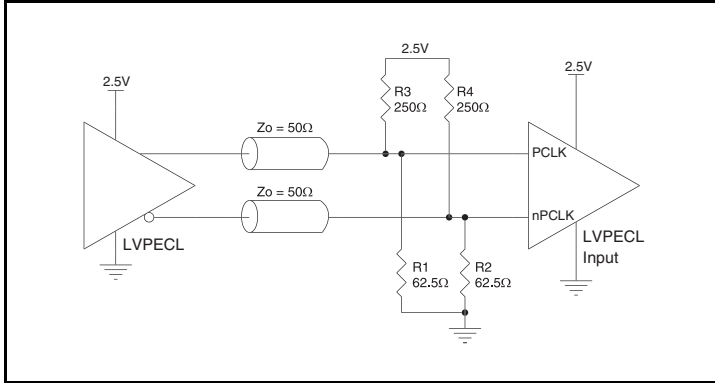 2.5V
2.5V
2.5V
R3
250Ω
R4
250Ω
Zo = 50Ω
PCLK
Zo = 50Ω
nPCLK
LVPECL
LVPECL
Input
R1
62.5Ω
R2
62.5Ω